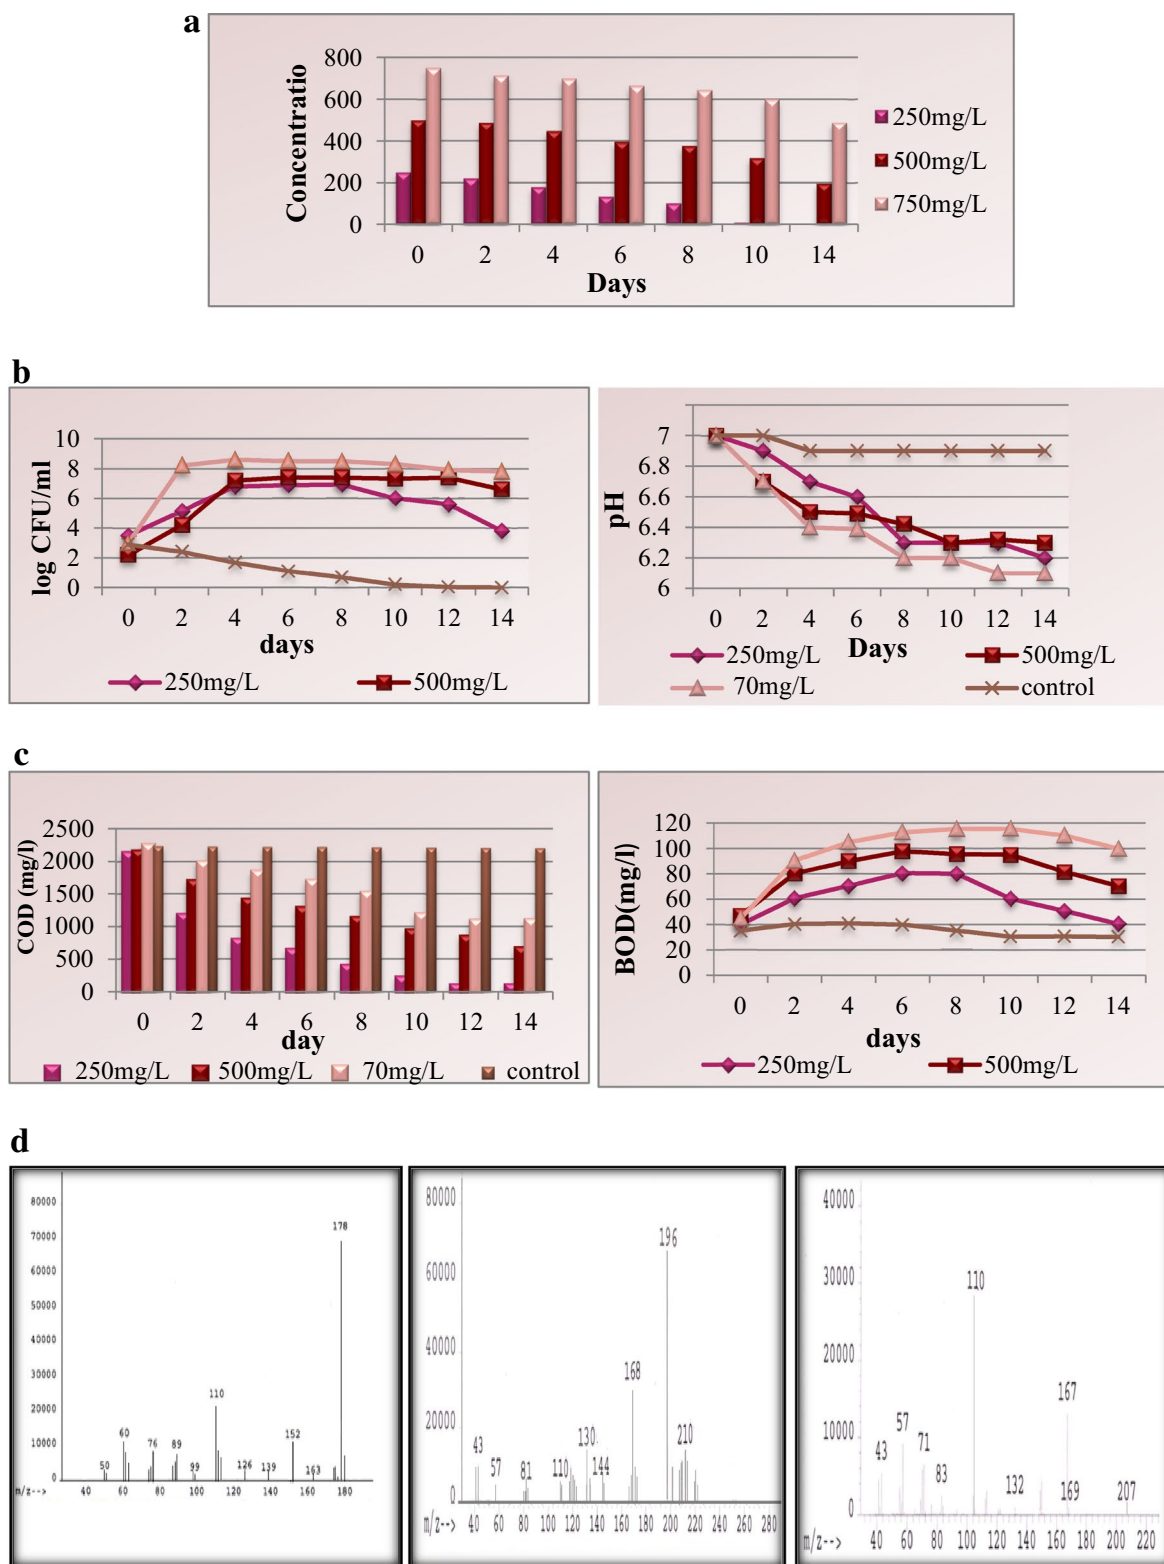 a
800
600
400
200
0
Concentratio
0 2 4 6 8 10 14
Days
250mg/L
500mg/L
750mg/L
b
10
8
6
4
2
0
log CFU/ml
0 2 4 6 8 10 12 14
days
250mg/L 500mg/L
7
6.8
6.6
6.4
6.2
6
pH
0 2 4 6 8 10 12 14
Days
250mg/L 500mg/L
70mg/L control
c
2500
2000
1500
1000
500
0
COD (mg/l)
0 2 4 6 8 10 12 14
day
250mg/L 500mg/L 70mg/L control
120
100
80
60
40
20
0
BOD(mg/l)
0 2 4 6 8 10 12 14
days
250mg/L 500mg/L
d
80000
70000
60000
50000
40000
30000
20000
10000
0
178
110
60 76 89 152
50 99 126 139 163
m/z--> 40 60 80 100 120 140 160 180
80000
60000
40000
20000
0
196
168
43 130 210
57 81 110 144
m/z--> 40 60 80 100 120 140 160 180 200 220 240 260 280
40000
30000
20000
10000
0
110
167
57
43 71
83 132 169 207
m/z--> 40 60 80 100 120 140 160 180 200 220